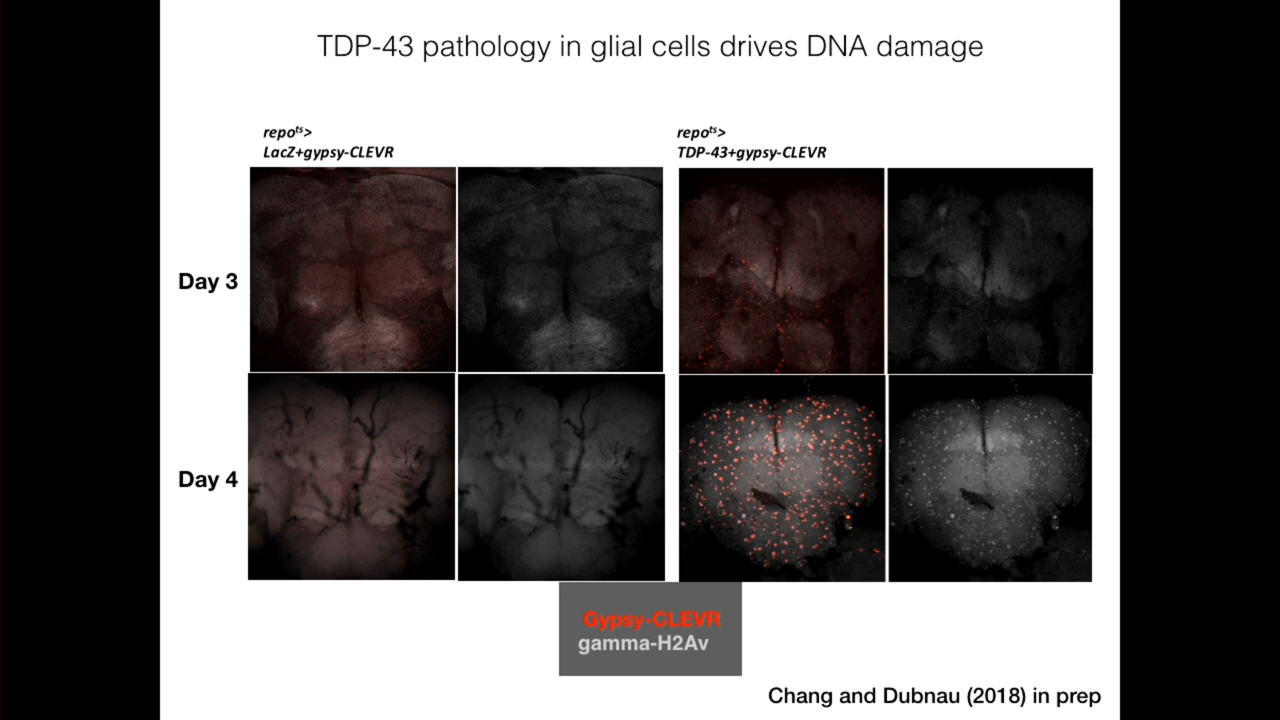 TDP-43 pathology in glial cells drives DNA damage
repoᵗˢ>
LacZ+gypsy-CLEVR
repoᵗˢ>
TDP-43+gypsy-CLEVR
Day 3
Day 4
Gypsy-CLEVR
gamma-H2Av
Chang and Dubnau (2018) in prep